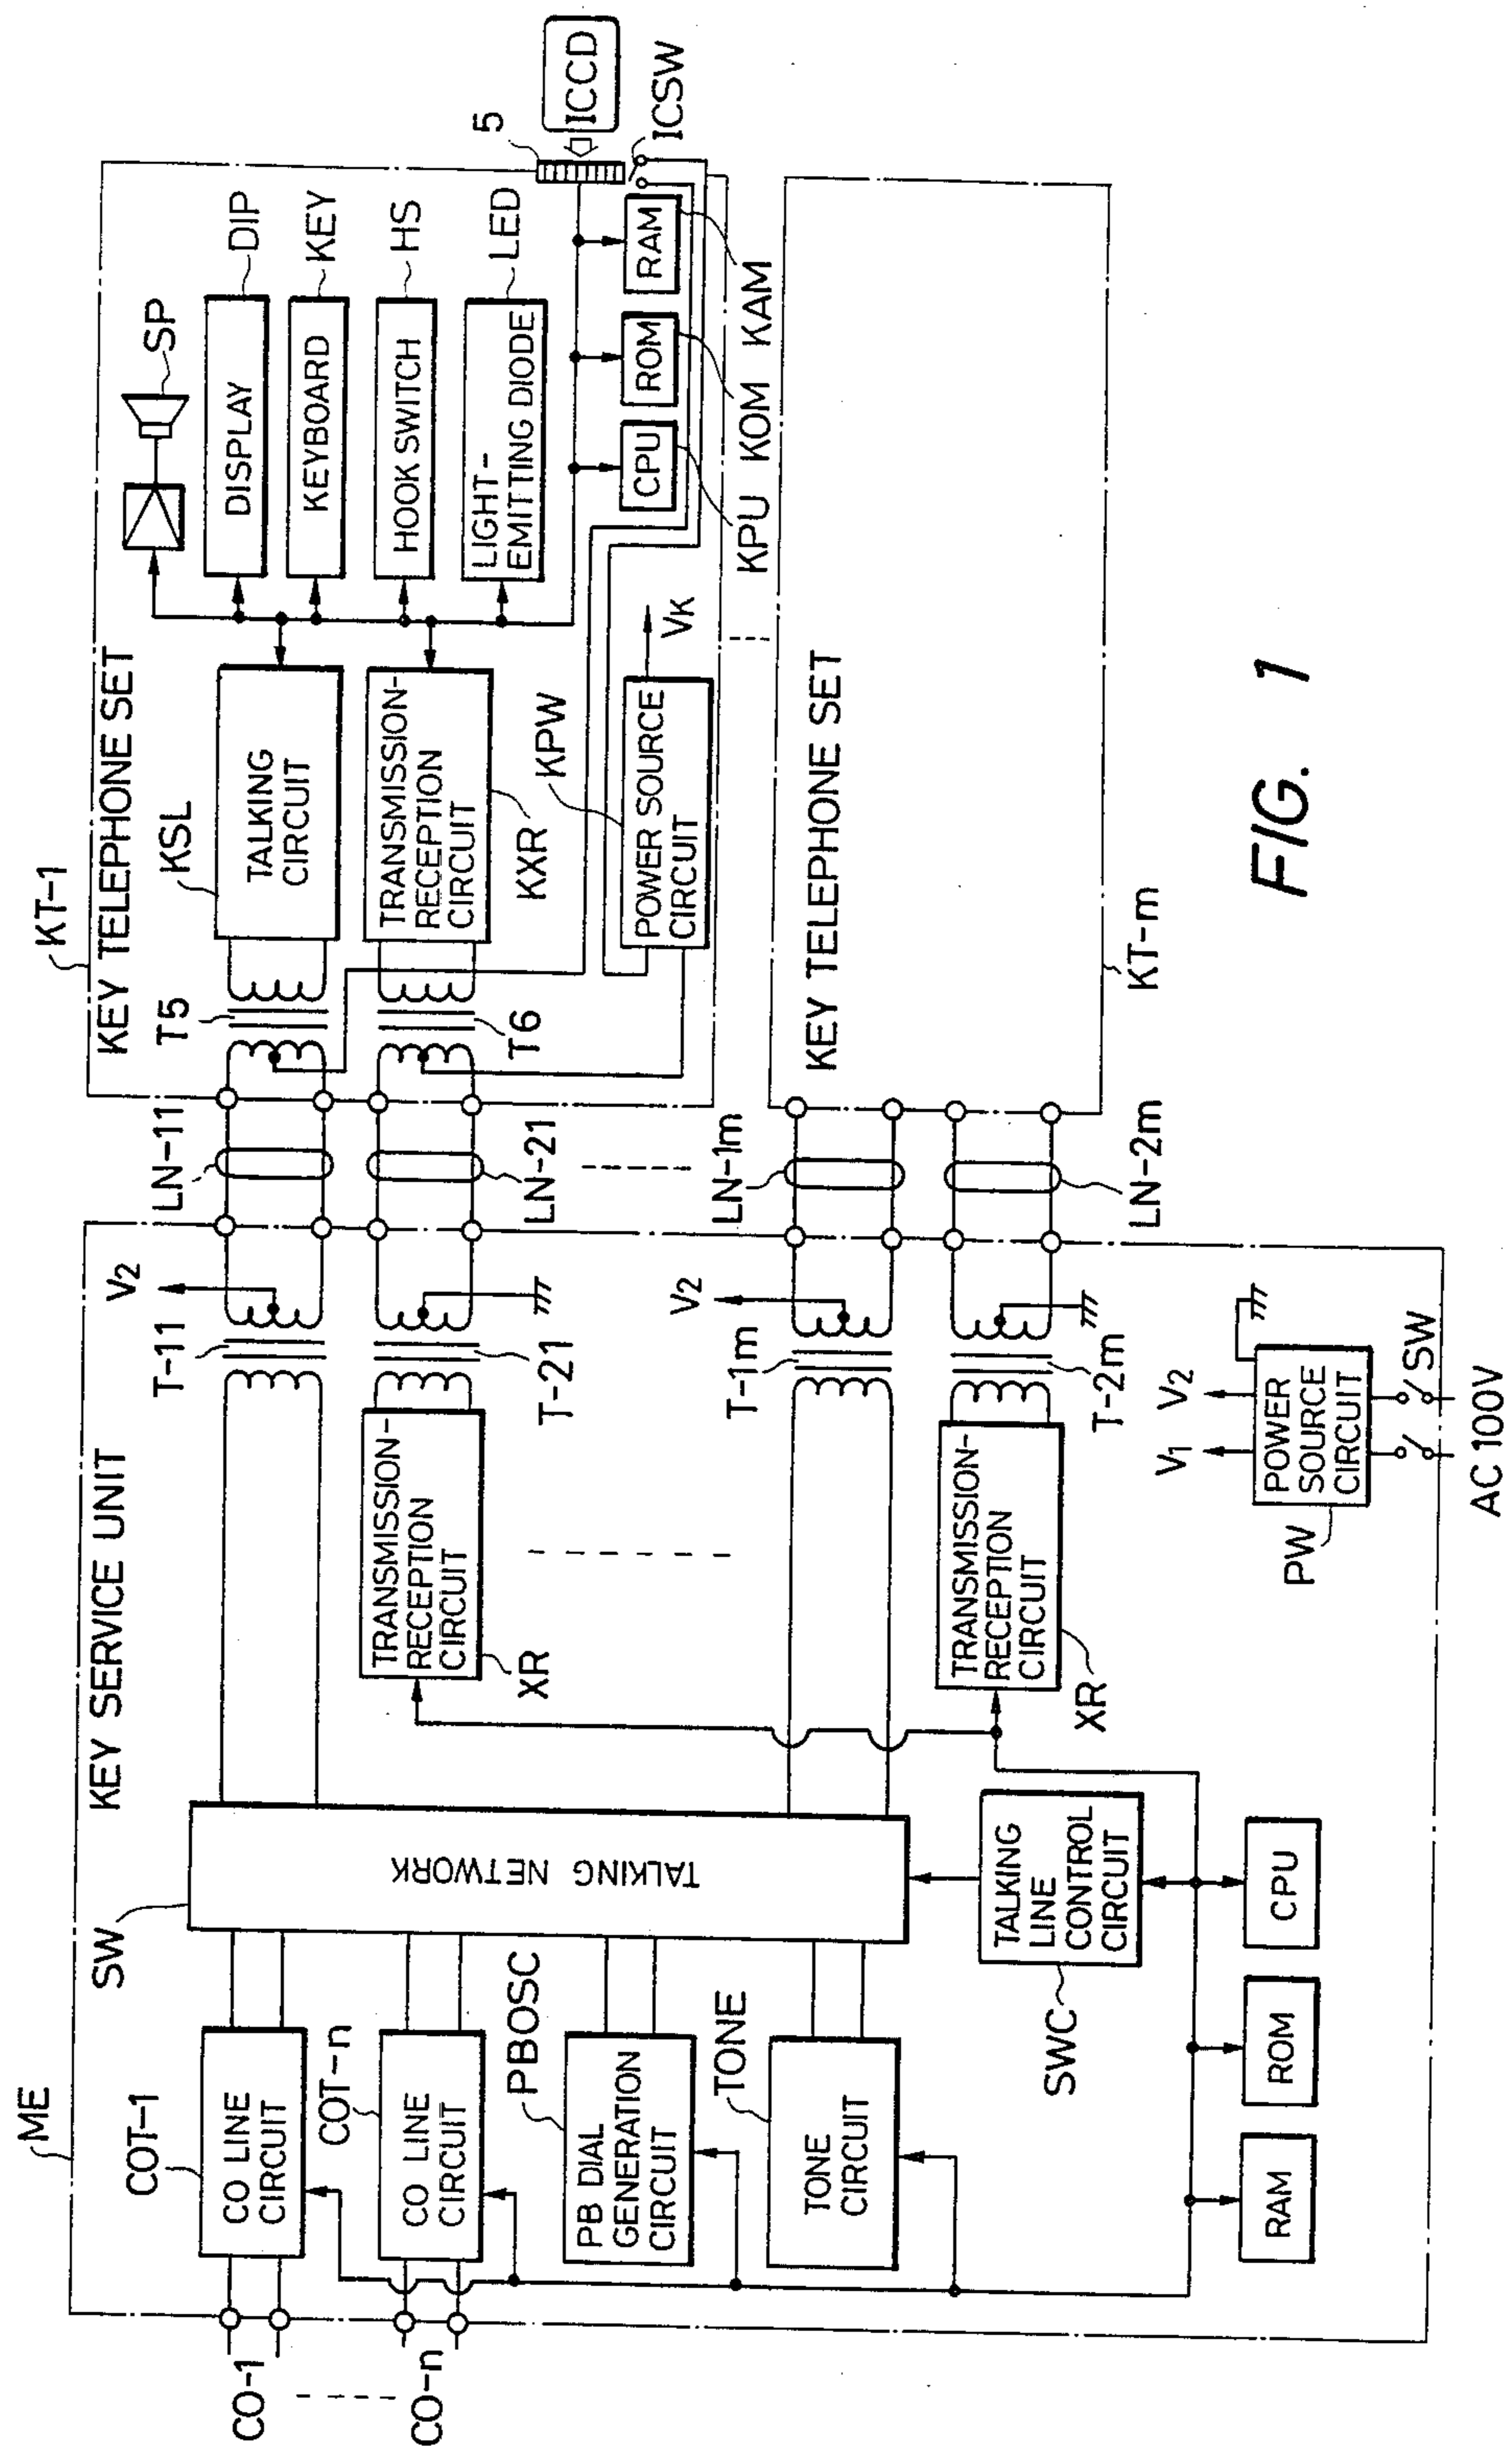 ME
KEY SERVICE UNIT
COT-1
CO LINE
CIRCUIT
CO-1
COT-n
CO LINE
CIRCUIT
CO-n
PBOSC
PB DIAL
GENERATION
CIRCUIT
TONE
TONE
CIRCUIT
SW
TALKING NETWORK
SWC
TALKING
LINE
CONTROL
CIRCUIT
RAM
ROM
CPU
TRANSMISSION-
RECEPTION
CIRCUIT
XR
TRANSMISSION-
RECEPTION
CIRCUIT
XR
T-11
V2
T-21
T-1m
V2
T-2m
PW
POWER
SOURCE
CIRCUIT
V1
V2
SW
AC 100V
LN-11
LN-21
LN-1m
LN-2m
KT-1
KEY TELEPHONE SET
T5
T6
KSL
TALKING
CIRCUIT
TRANSMISSION-
RECEPTION
CIRCUIT
KXR
KPW
POWER SOURCE
CIRCUIT
VK
SP
DISPLAY
DIP
KEYBOARD
KEY
HOOK SWITCH
HS
LIGHT-
EMITTING DIODE
LED
CPU
ROM
RAM
KPU
KOM
KAM
5
ICCD
ICSW
KEY TELEPHONE SET
KT-m
FIG. 1